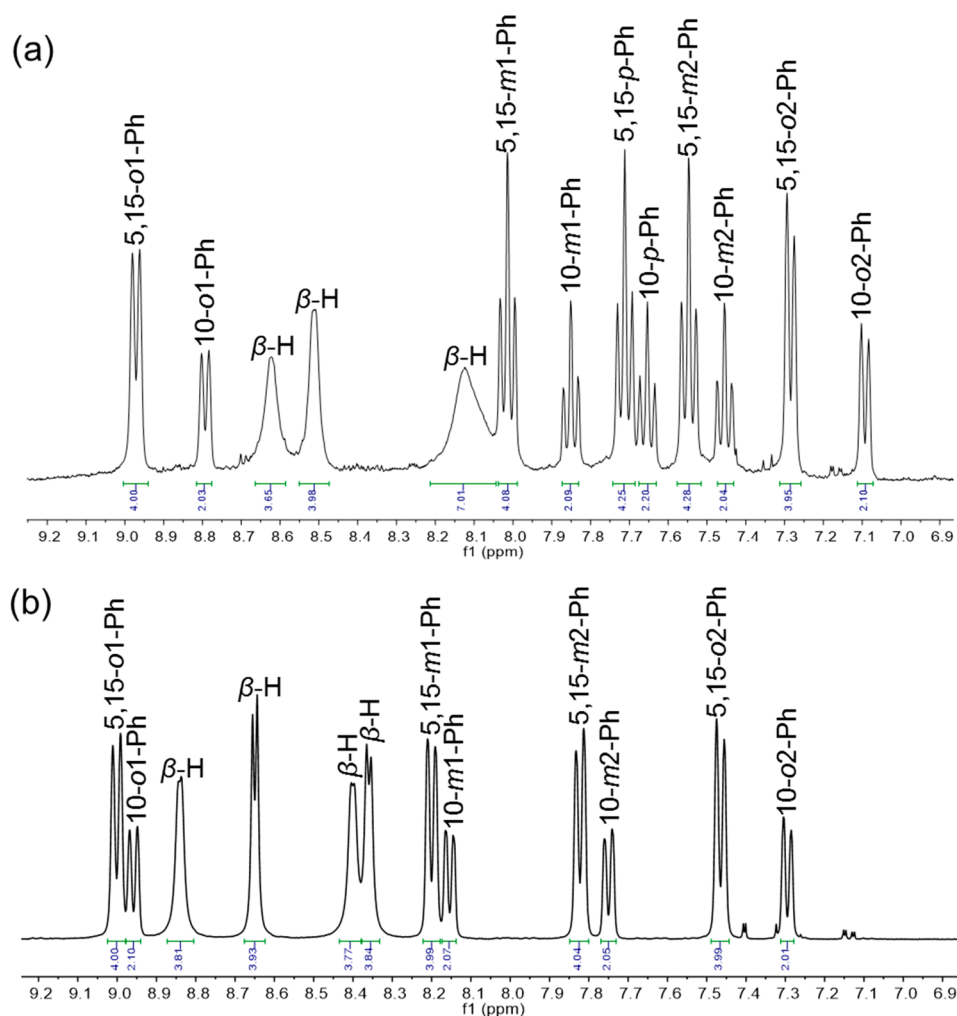 (a)
5,15-o1-Ph
10-o1-Ph
β-H
β-H
β-H
5,15-m1-Ph
10-m1-Ph
5,15-p-Ph
10-p-Ph
5,15-m2-Ph
10-m2-Ph
5,15-o2-Ph
10-o2-Ph
4.00 2.03 3.65 3.98 7.01 4.08 2.09 4.25 2.20 4.28 2.04 3.95 2.10
9.2 9.1 9.0 8.9 8.8 8.7 8.6 8.5 8.4 8.3 8.2 8.1 8.0 7.9 7.8 7.7 7.6 7.5 7.4 7.3 7.2 7.1 7.0 6.9
f1 (ppm)
(b)
5,15-o1-Ph
10-o1-Ph
β-H
β-H
β-H
β-H
5,15-m1-Ph
10-m1-Ph
5,15-m2-Ph
10-m2-Ph
5,15-o2-Ph
10-o2-Ph
4.00 2.10 3.81 3.93 3.77 3.84 3.99 2.07 4.04 2.05 3.99 2.01
9.2 9.1 9.0 8.9 8.8 8.7 8.6 8.5 8.4 8.3 8.2 8.1 8.0 7.9 7.8 7.7 7.6 7.5 7.4 7.3 7.2 7.1 7.0 6.9
f1 (ppm)